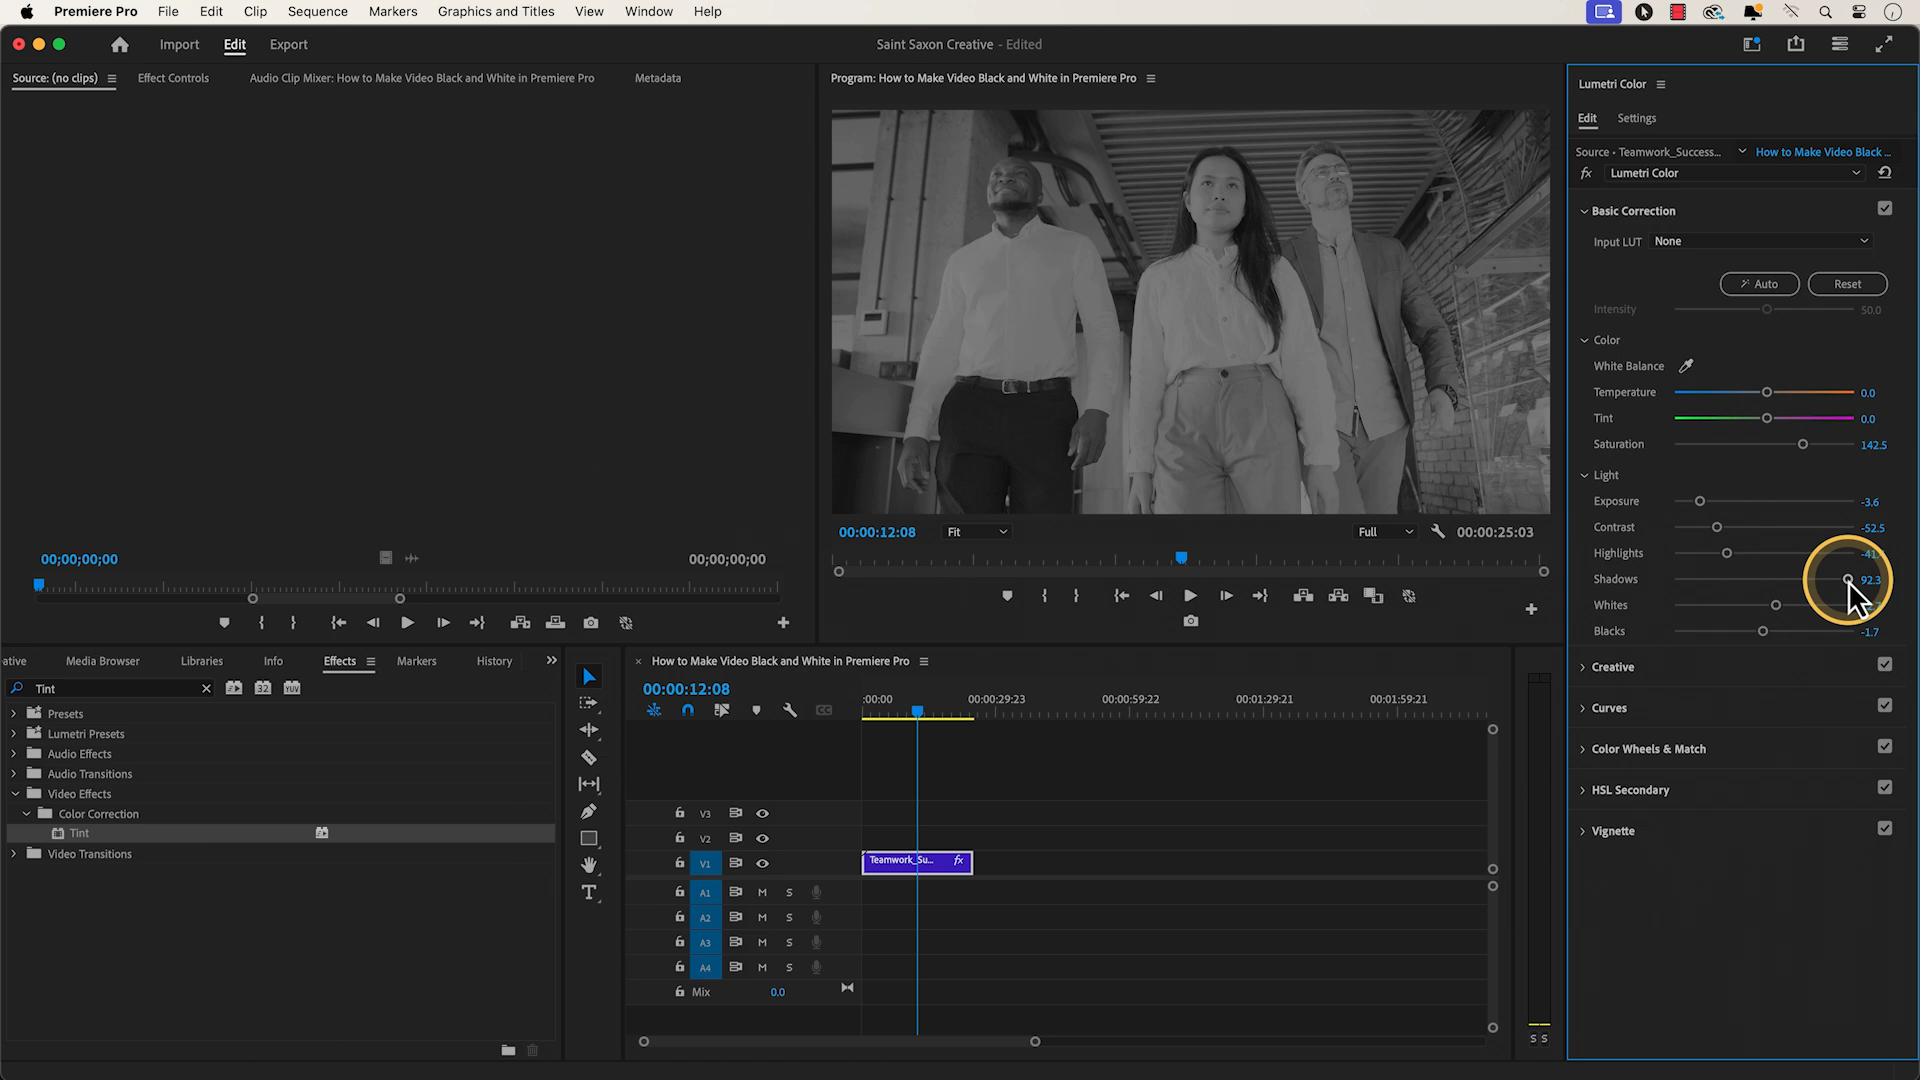 Premiere Pro File Edit Clip Sequence Markers Graphics and Titles View Window Help
Import Edit Export Saint Saxon Creative - Edited
Source: (no clips) Effect Controls Audio Clip Mixer: How to Make Video Black and White in Premiere Pro Metadata
Program: How to Make Video Black and White in Premiere Pro
00:00:12:08 Fit Full 00:00:25:03
00;00;00;00 00;00;00;00
Lumetri Color
Edit Settings
Source • Teamwork_Success... How to Make Video Black ...
fx Lumetri Color
Basic Correction
Input LUT None
Auto Reset
Intensity 50.0
Color
White Balance
Temperature 0.0
Tint 0.0
Saturation 142.5
Light
Exposure -3.6
Contrast -52.5
Highlights
Shadows 92.3
Whites
Blacks -1.7
Creative
Curves
Color Wheels & Match
HSL Secondary
Vignette
ative Media Browser Libraries Info Effects Markers History
Tint 32 YUV
Presets
Lumetri Presets
Audio Effects
Audio Transitions
Video Effects
Color Correction
Tint
Video Transitions
How to Make Video Black and White in Premiere Pro
00:00:12:08
:00:00 00:00:29:23 00:00:59:22 00:01:29:21 00:01:59:21
CC
V3
V2
V1 Teamwork_Su... fx
A1 M S
A2 M S
A3 M S
A4 M S
Mix 0.0
S S